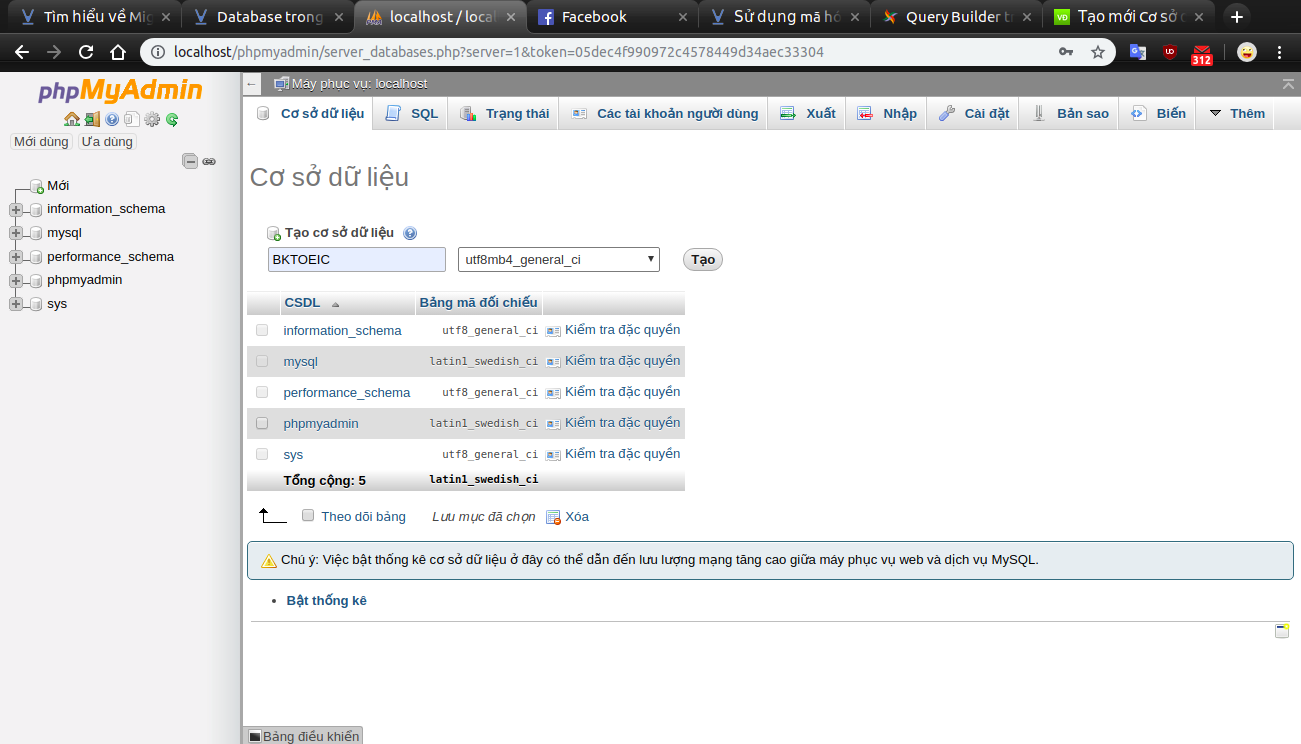 Tìm hiểu về Mig
Database trong
localhost / local
Facebook
Sử dụng mã hó
Query Builder t
Tạo mới Cơ sở d
localhost/phpmyadmin/server_databases.php?server=1&token=05dec4f990972c4578449d34aec33304
312
phpMyAdmin
Mới dùng Ưa dùng
Mới
information_schema
mysql
performance_schema
phpmyadmin
sys
Máy phục vụ: localhost
Cơ sở dữ liệu SQL Trạng thái Các tài khoản người dùng Xuất Nhập Cài đặt Bản sao Biến Thêm
Cơ sở dữ liệu
Tạo cơ sở dữ liệu
BKTOEIC utf8mb4_general_ci Tạo
CSDL Bảng mã đối chiếu
information_schema utf8_general_ci Kiểm tra đặc quyền
mysql latin1_swedish_ci Kiểm tra đặc quyền
performance_schema utf8_general_ci Kiểm tra đặc quyền
phpmyadmin latin1_swedish_ci Kiểm tra đặc quyền
sys utf8_general_ci Kiểm tra đặc quyền
Tổng cộng: 5 latin1_swedish_ci
Theo dõi bảng Lưu mục đã chọn Xóa
Chú ý: Việc bật thống kê cơ sở dữ liệu ở đây có thể dẫn đến lưu lượng mạng tăng cao giữa máy phục vụ web và dịch vụ MySQL.
Bật thống kê
Bảng điều khiển